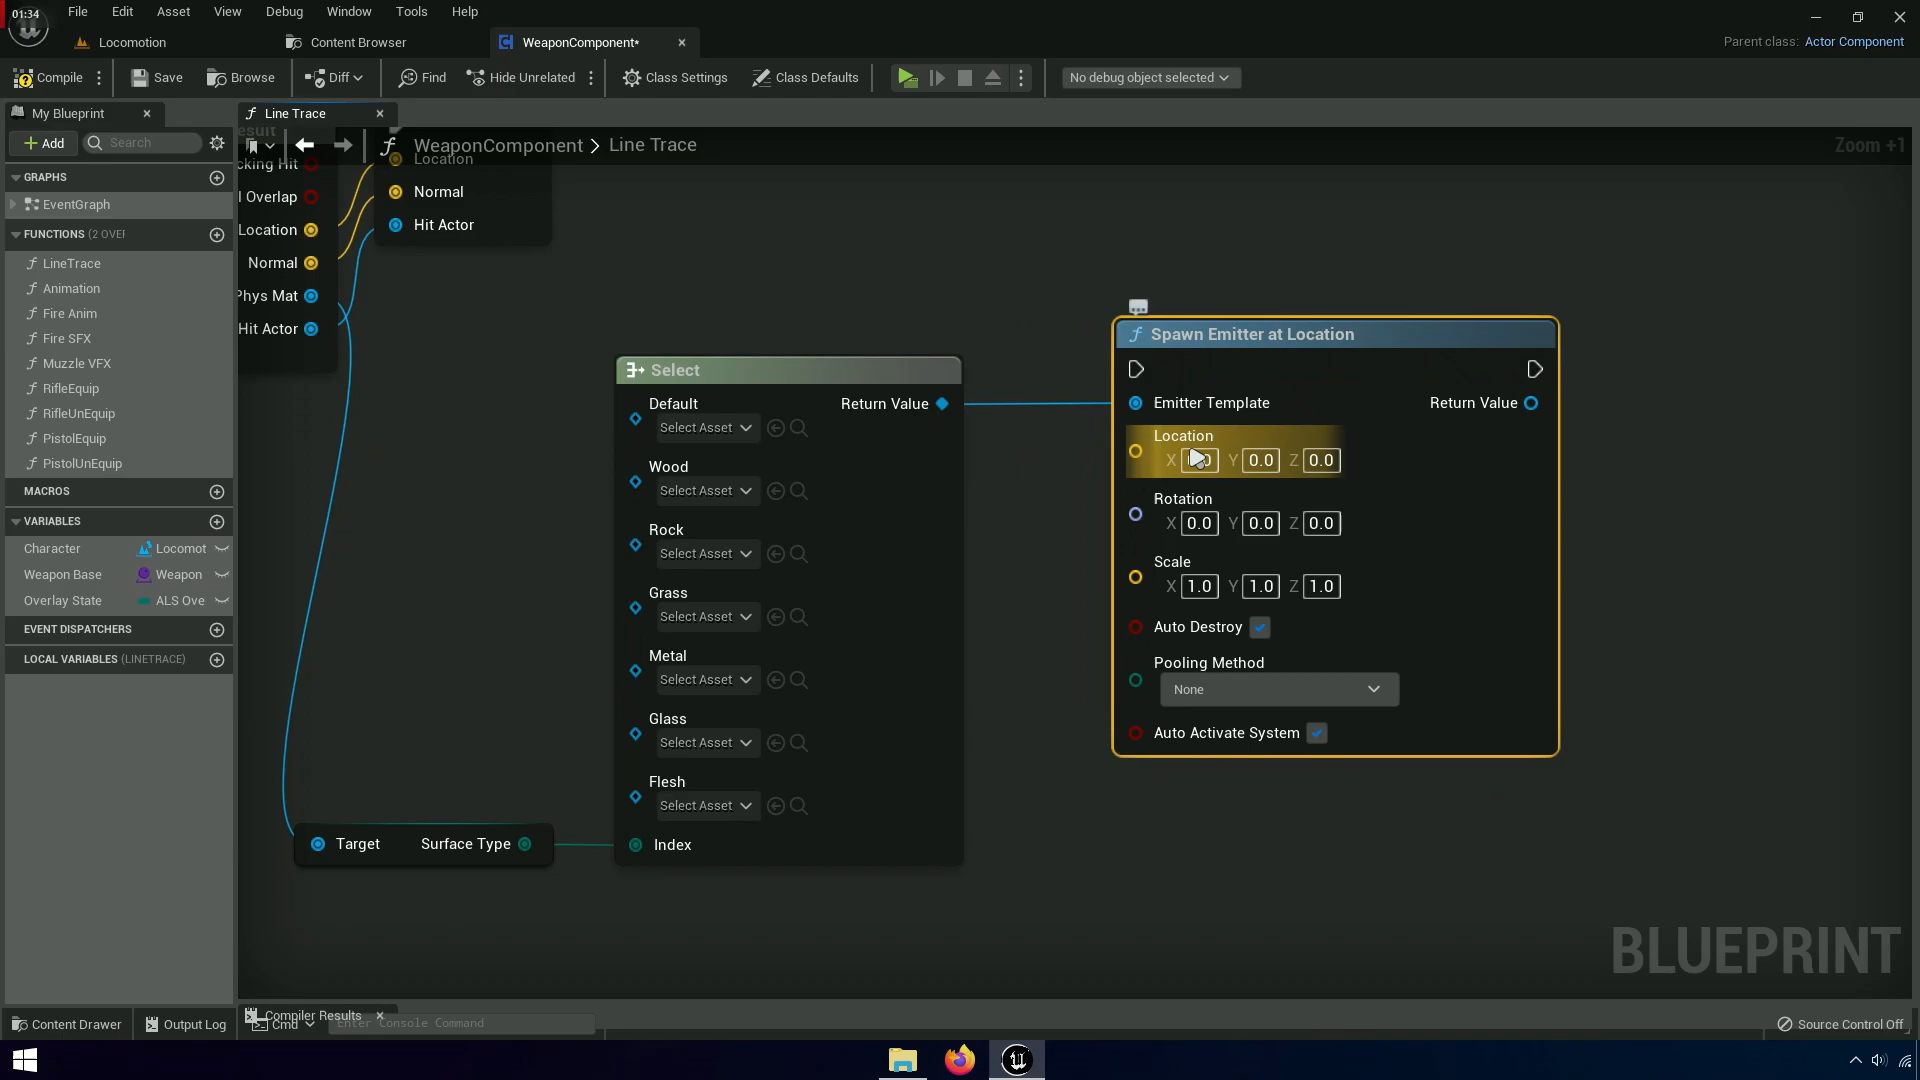 01:34
File Edit Asset View Debug Window Tools Help
Locomotion Content Browser WeaponComponent*
Parent class: Actor Component
Compile Save Browse Diff Find Hide Unrelated Class Settings Class Defaults No debug object selected
My Blueprint
Line Trace
Add Search
WeaponComponent > Line Trace
Zoom +1
GRAPHS
EventGraph
FUNCTIONS (2 OVER
LineTrace
Animation
Fire Anim
Fire SFX
Muzzle VFX
RifleEquip
RifleUnEquip
PistolEquip
PistolUnEquip
MACROS
VARIABLES
Character Locomot
Weapon Base Weapon
Overlay State ALS Ove
EVENT DISPATCHERS
LOCAL VARIABLES (LINETRACE)
esult
cking Hit
l Overlap
Location
Normal
Phys Mat
Hit Actor
Location
Normal
Hit Actor
Target Surface Type
Select
Default Return Value
Select Asset
Wood
Select Asset
Rock
Select Asset
Grass
Select Asset
Metal
Select Asset
Glass
Select Asset
Flesh
Select Asset
Index
Spawn Emitter at Location
Emitter Template Return Value
Location
X Y 0.0 Z 0.0
Rotation
X 0.0 Y 0.0 Z 0.0
Scale
X 1.0 Y 1.0 Z 1.0
Auto Destroy
Pooling Method
None
Auto Activate System
BLUEPRINT
Compiler Results
Content Drawer Output Log Cmd Enter Console Command Source Control Off